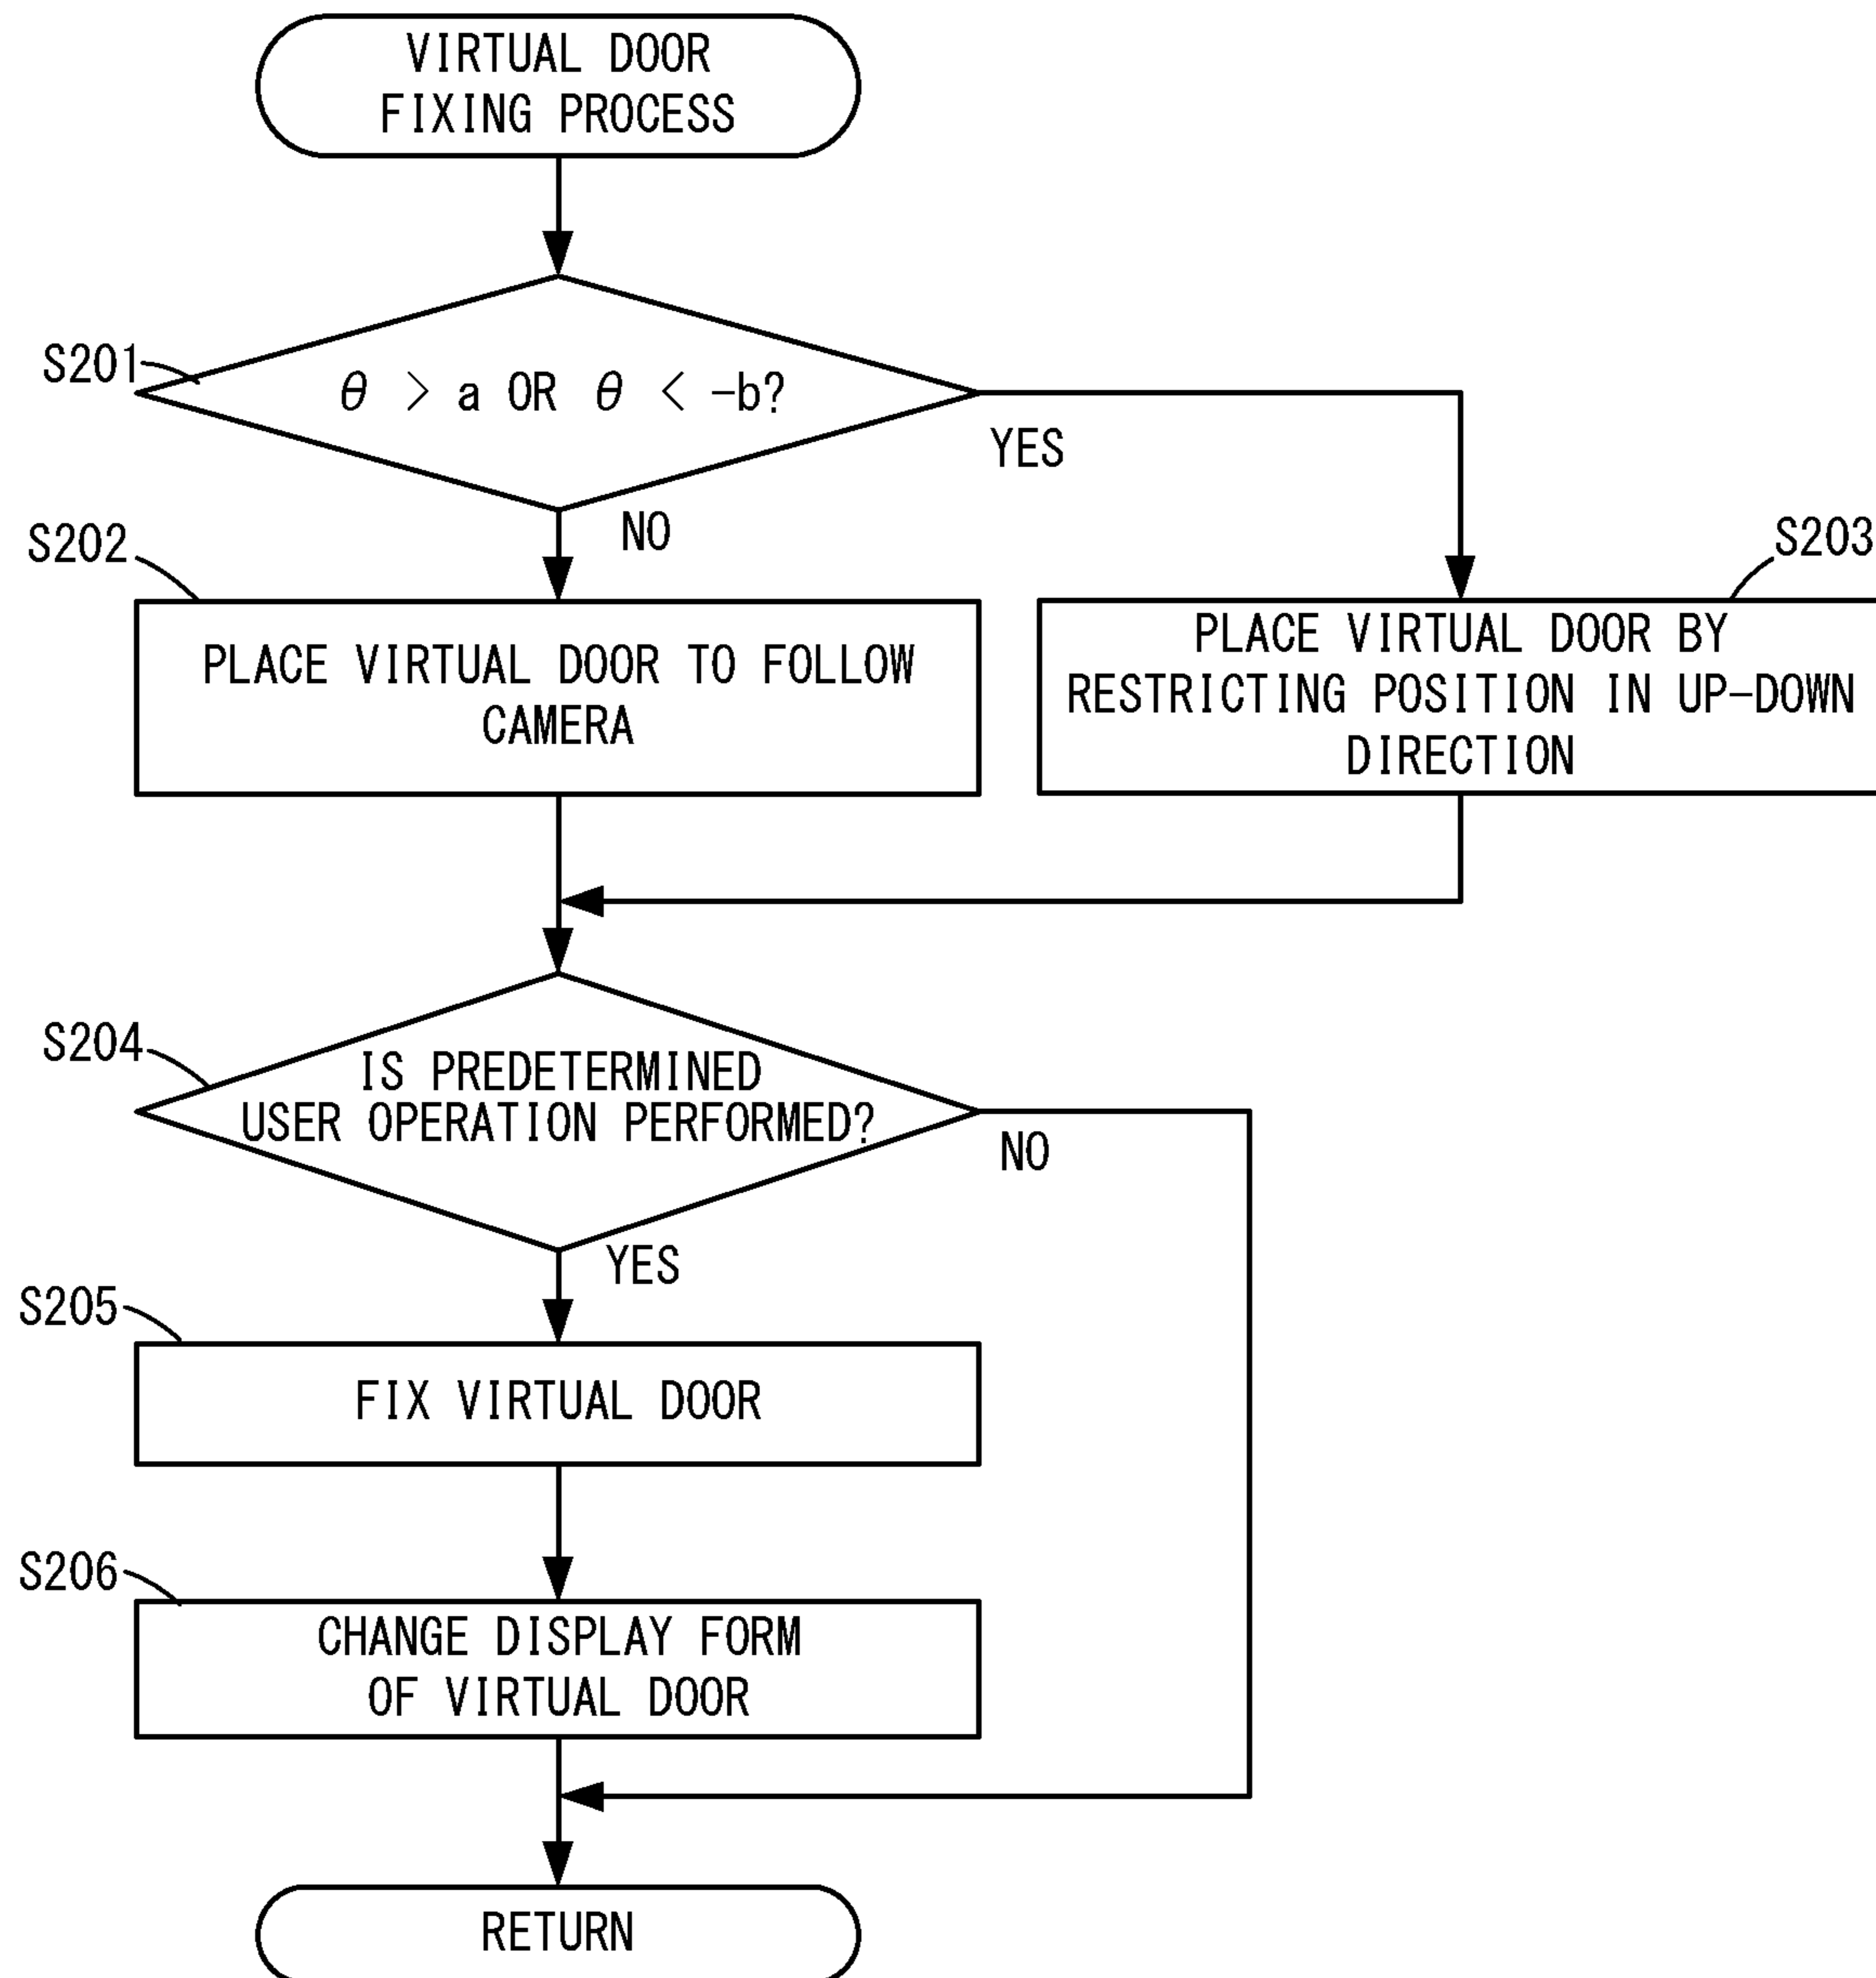 VIRTUAL DOOR
FIXING PROCESS
S201
θ > a OR θ < -b?
YES
NO
S202
S203
PLACE VIRTUAL DOOR TO FOLLOW
CAMERA
PLACE VIRTUAL DOOR BY
RESTRICTING POSITION IN UP-DOWN
DIRECTION
S204
IS PREDETERMINED
USER OPERATION PERFORMED?
NO
YES
S205
FIX VIRTUAL DOOR
S206
CHANGE DISPLAY FORM
OF VIRTUAL DOOR
RETURN